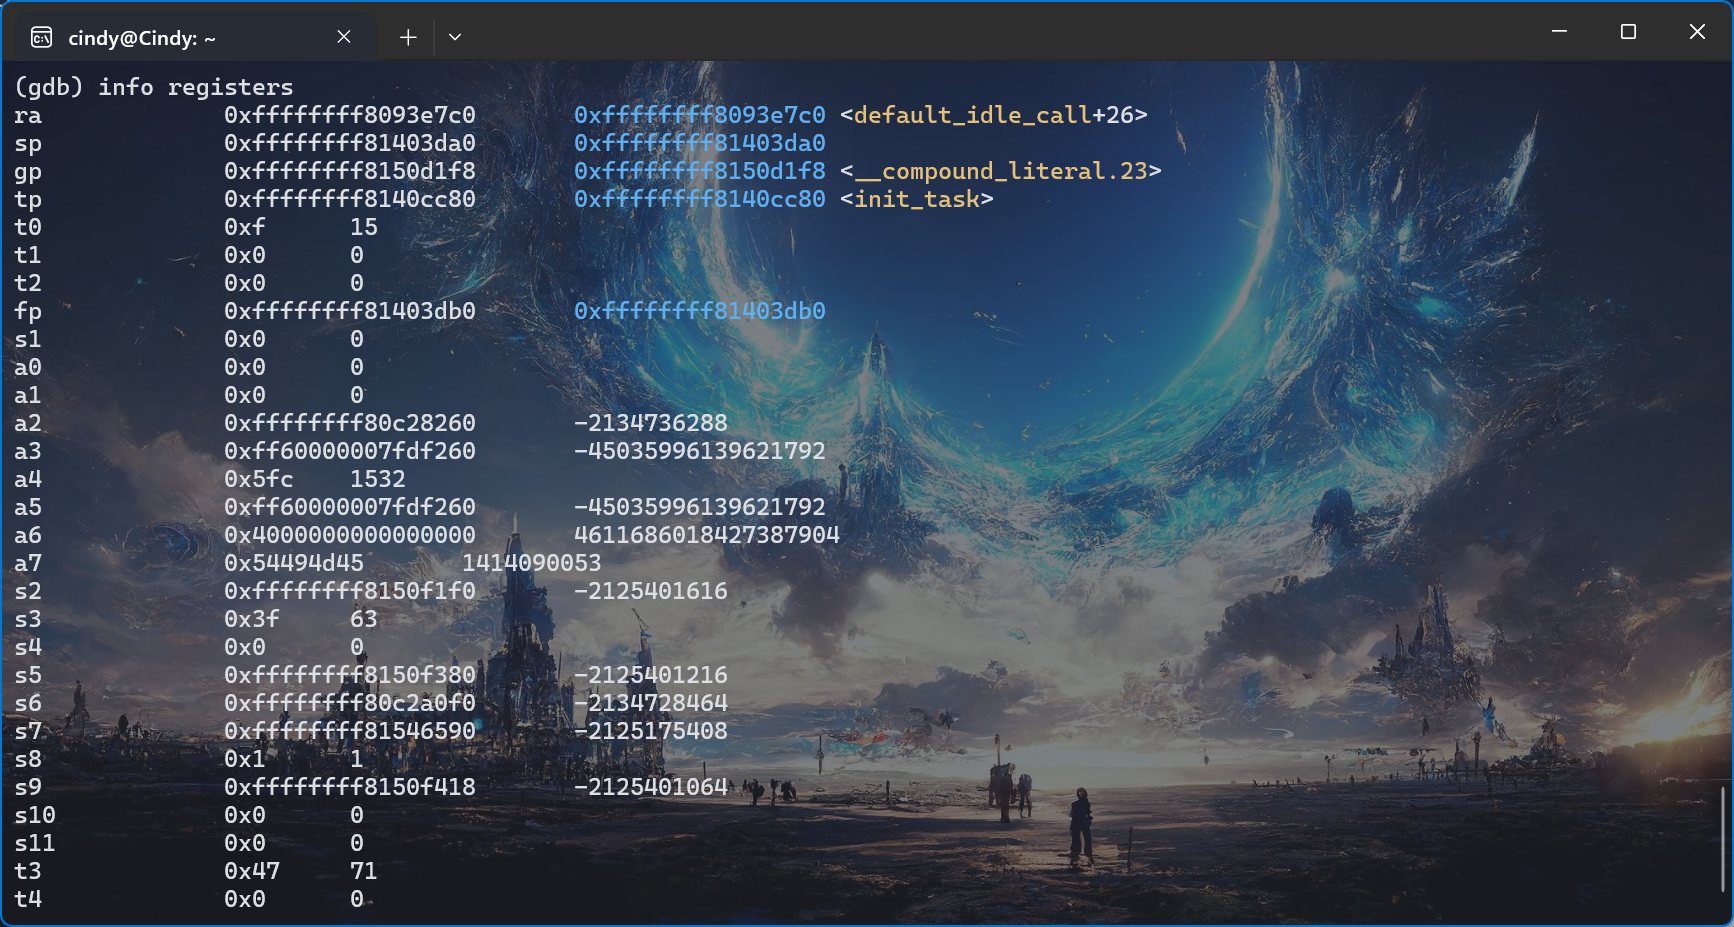 cindy@Cindy: ~
(gdb) info registers
ra 0xffffffff8093e7c0 0xffffffff8093e7c0 <default_idle_call+26>
sp 0xffffffff81403da0 0xffffffff81403da0
gp 0xffffffff8150d1f8 0xffffffff8150d1f8 <__compound_literal.23>
tp 0xffffffff8140cc80 0xffffffff8140cc80 <init_task>
t0 0xf 15
t1 0x0 0
t2 0x0 0
fp 0xffffffff81403db0 0xffffffff81403db0
s1 0x0 0
a0 0x0 0
a1 0x0 0
a2 0xffffffff80c28260 -2134736288
a3 0xff60000007fdf260 -45035996139621792
a4 0x5fc 1532
a5 0xff60000007fdf260 -45035996139621792
a6 0x4000000000000000 4611686018427387904
a7 0x54494d45 1414090053
s2 0xffffffff8150f1f0 -2125401616
s3 0x3f 63
s4 0x0 0
s5 0xffffffff8150f380 -2125401216
s6 0xffffffff80c2a0f0 -2134728464
s7 0xffffffff81546590 -2125175408
s8 0x1 1
s9 0xffffffff8150f418 -2125401064
s10 0x0 0
s11 0x0 0
t3 0x47 71
t4 0x0 0